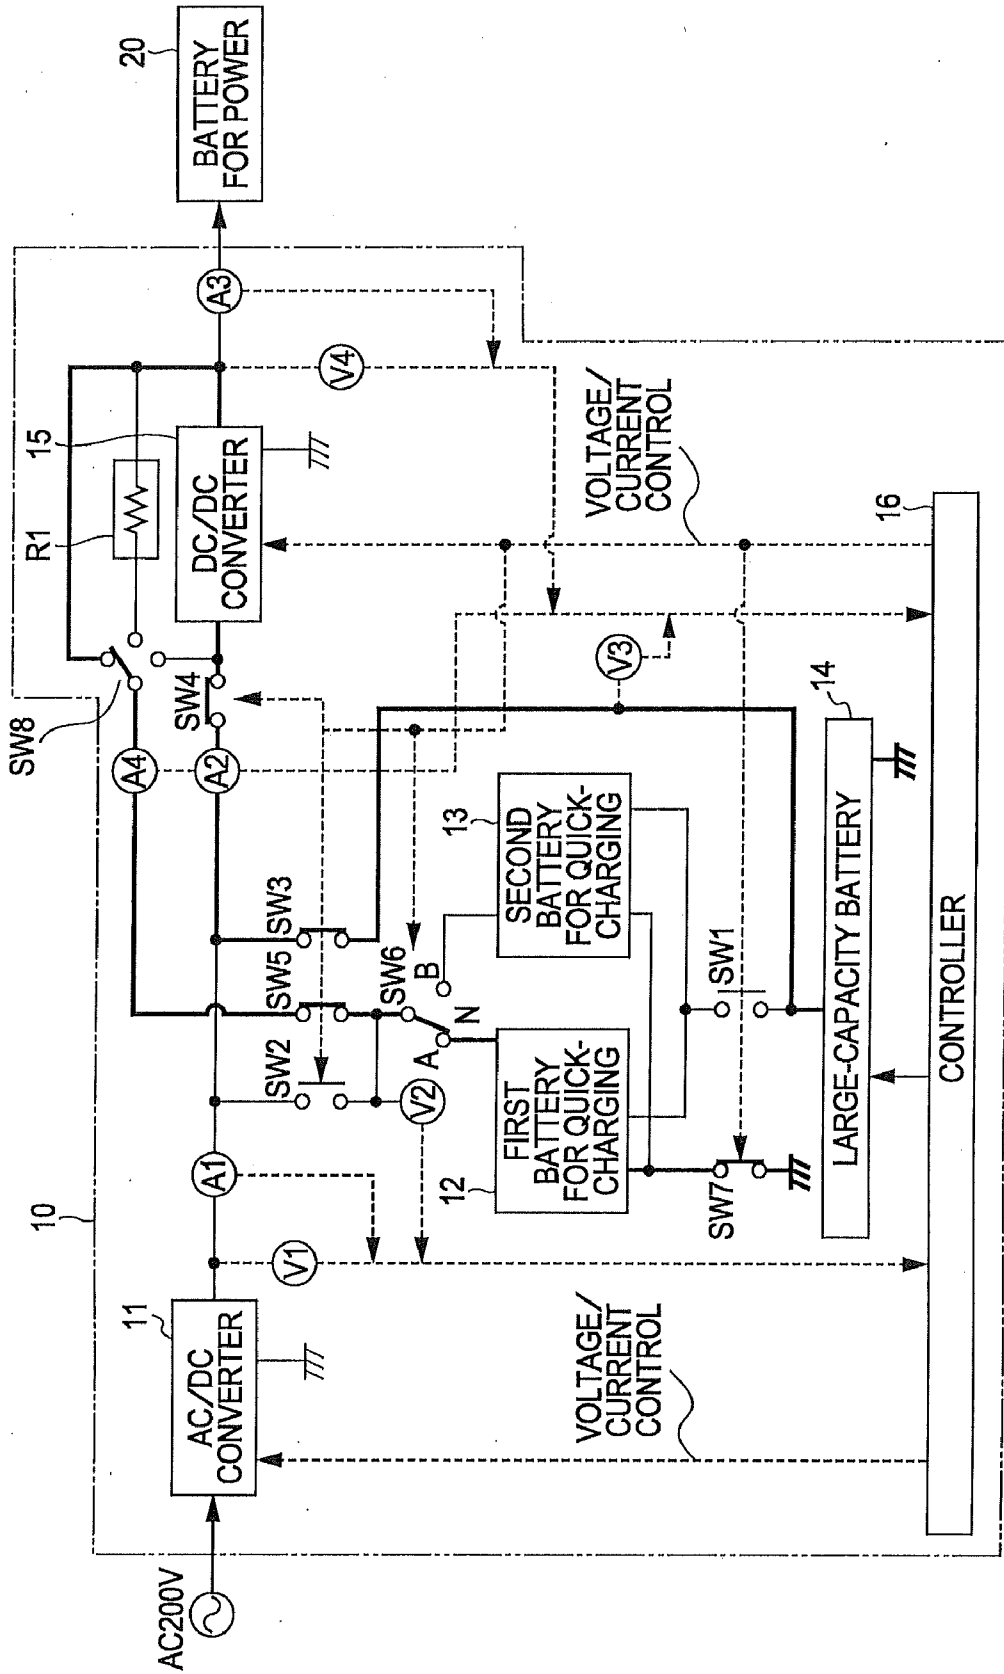 AC200V
10
11
AC/DC
CONVERTER
V1
A1
VOLTAGE/
CURRENT
CONTROL
SW2
SW5
SW3
V2
A
N
B
SW6
12
FIRST
BATTERY
FOR QUICK-
CHARGING
13
SECOND
BATTERY
FOR QUICK-
CHARGING
SW7
SW1
14
LARGE-CAPACITY BATTERY
16
CONTROLLER
SW8
A4
A2
SW4
R1
15
DC/DC
CONVERTER
V3
V4
VOLTAGE/
CURRENT
CONTROL
A3
20
BATTERY
FOR POWER